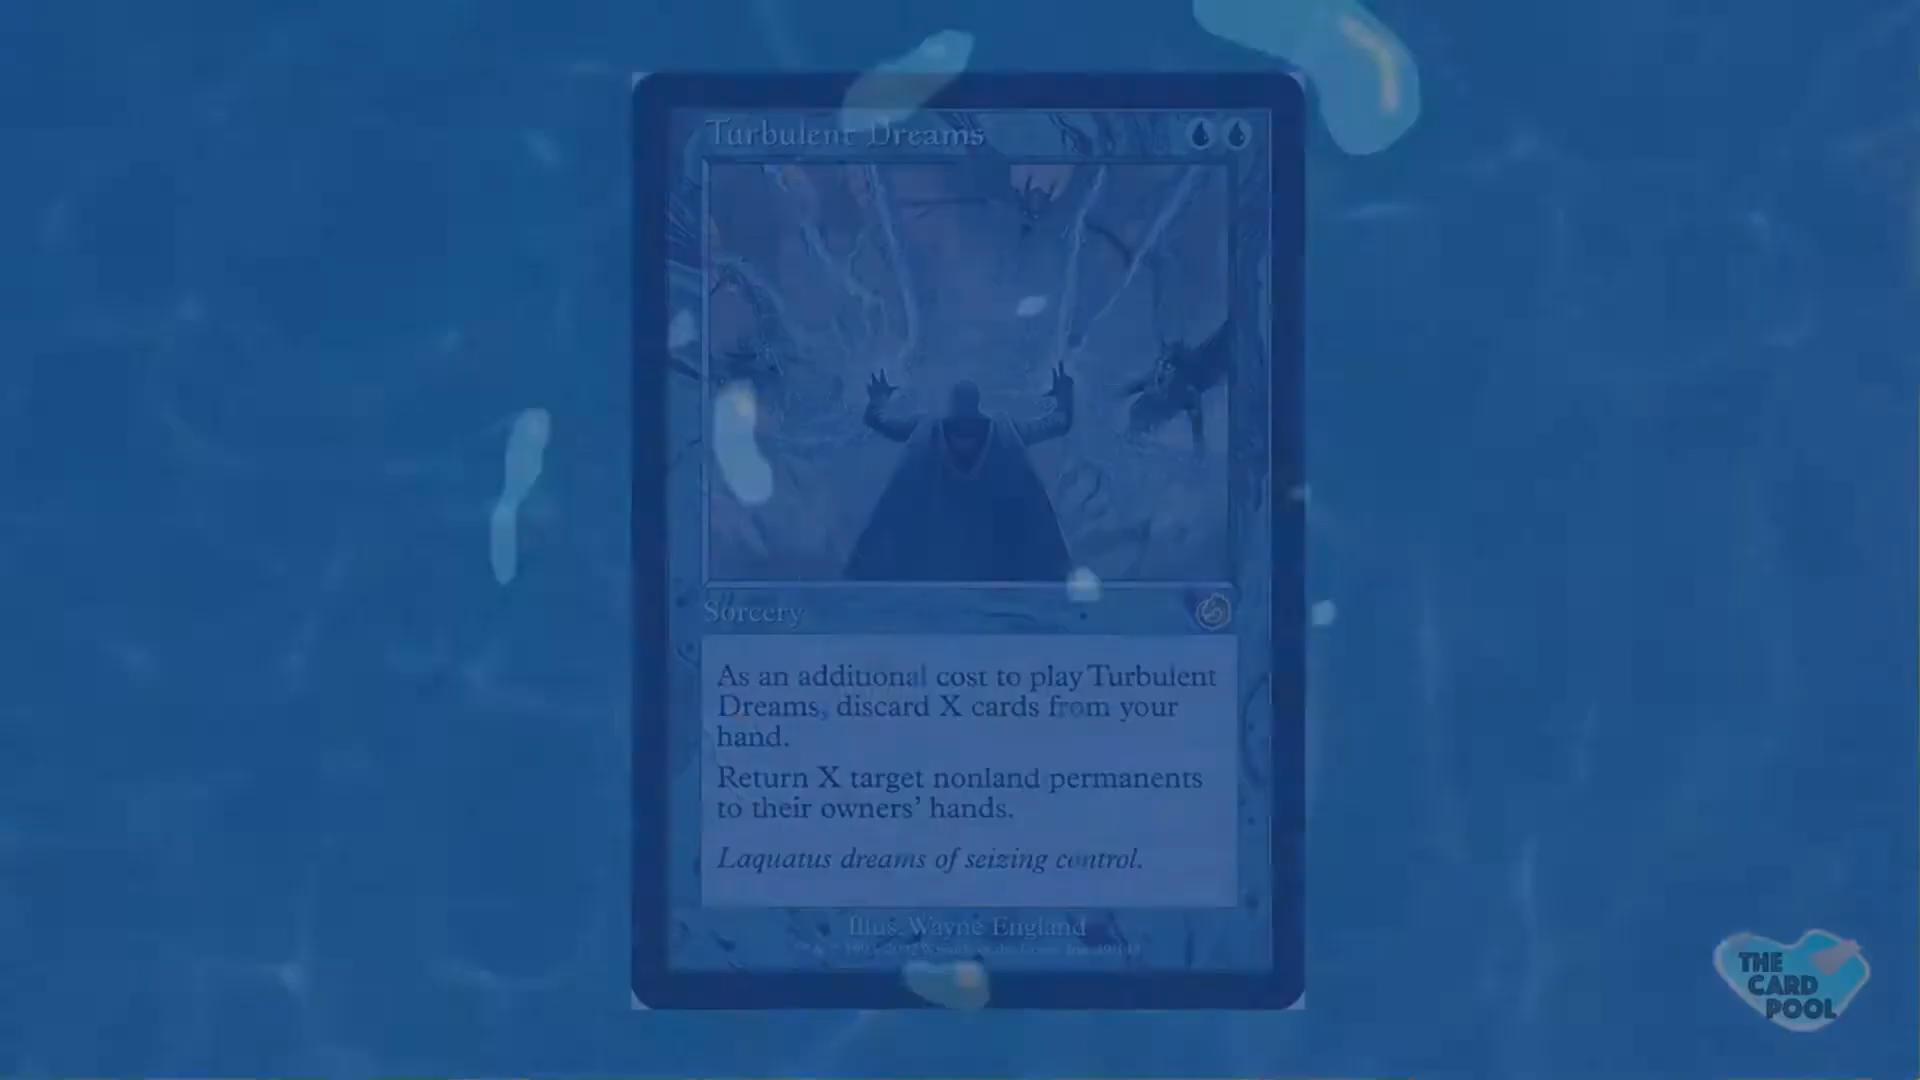 Turbulent Dreams
Sorcery
As an additional cost to play Turbulent
Dreams, discard X cards from your
hand.
Return X target nonland permanents
to their owners' hands.
Laquatus dreams of seizing control.
Illus. Wayne England
THE
CARD
POOL